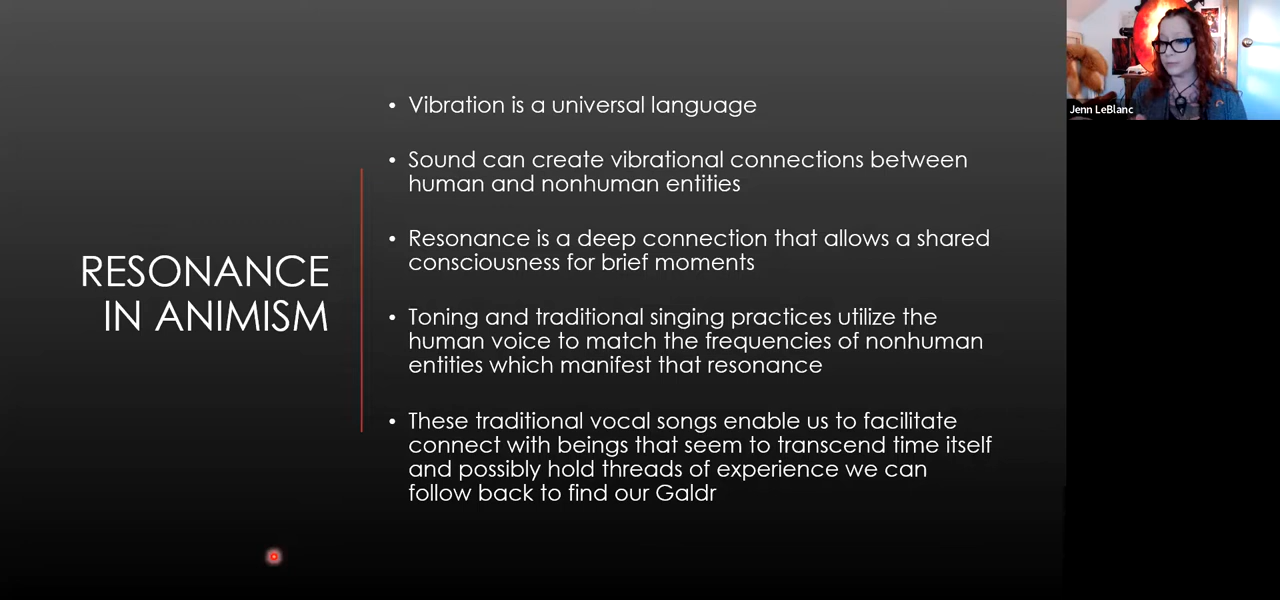 RESONANCE
IN ANIMISM
• Vibration is a universal language
• Sound can create vibrational connections between
human and nonhuman entities
• Resonance is a deep connection that allows a shared
consciousness for brief moments
• Toning and traditional singing practices utilize the
human voice to match the frequencies of nonhuman
entities which manifest that resonance
• These traditional vocal songs enable us to facilitate
connect with beings that seem to transcend time itself
and possibly hold threads of experience we can
follow back to find our Galdr
Jenn LeBlanc